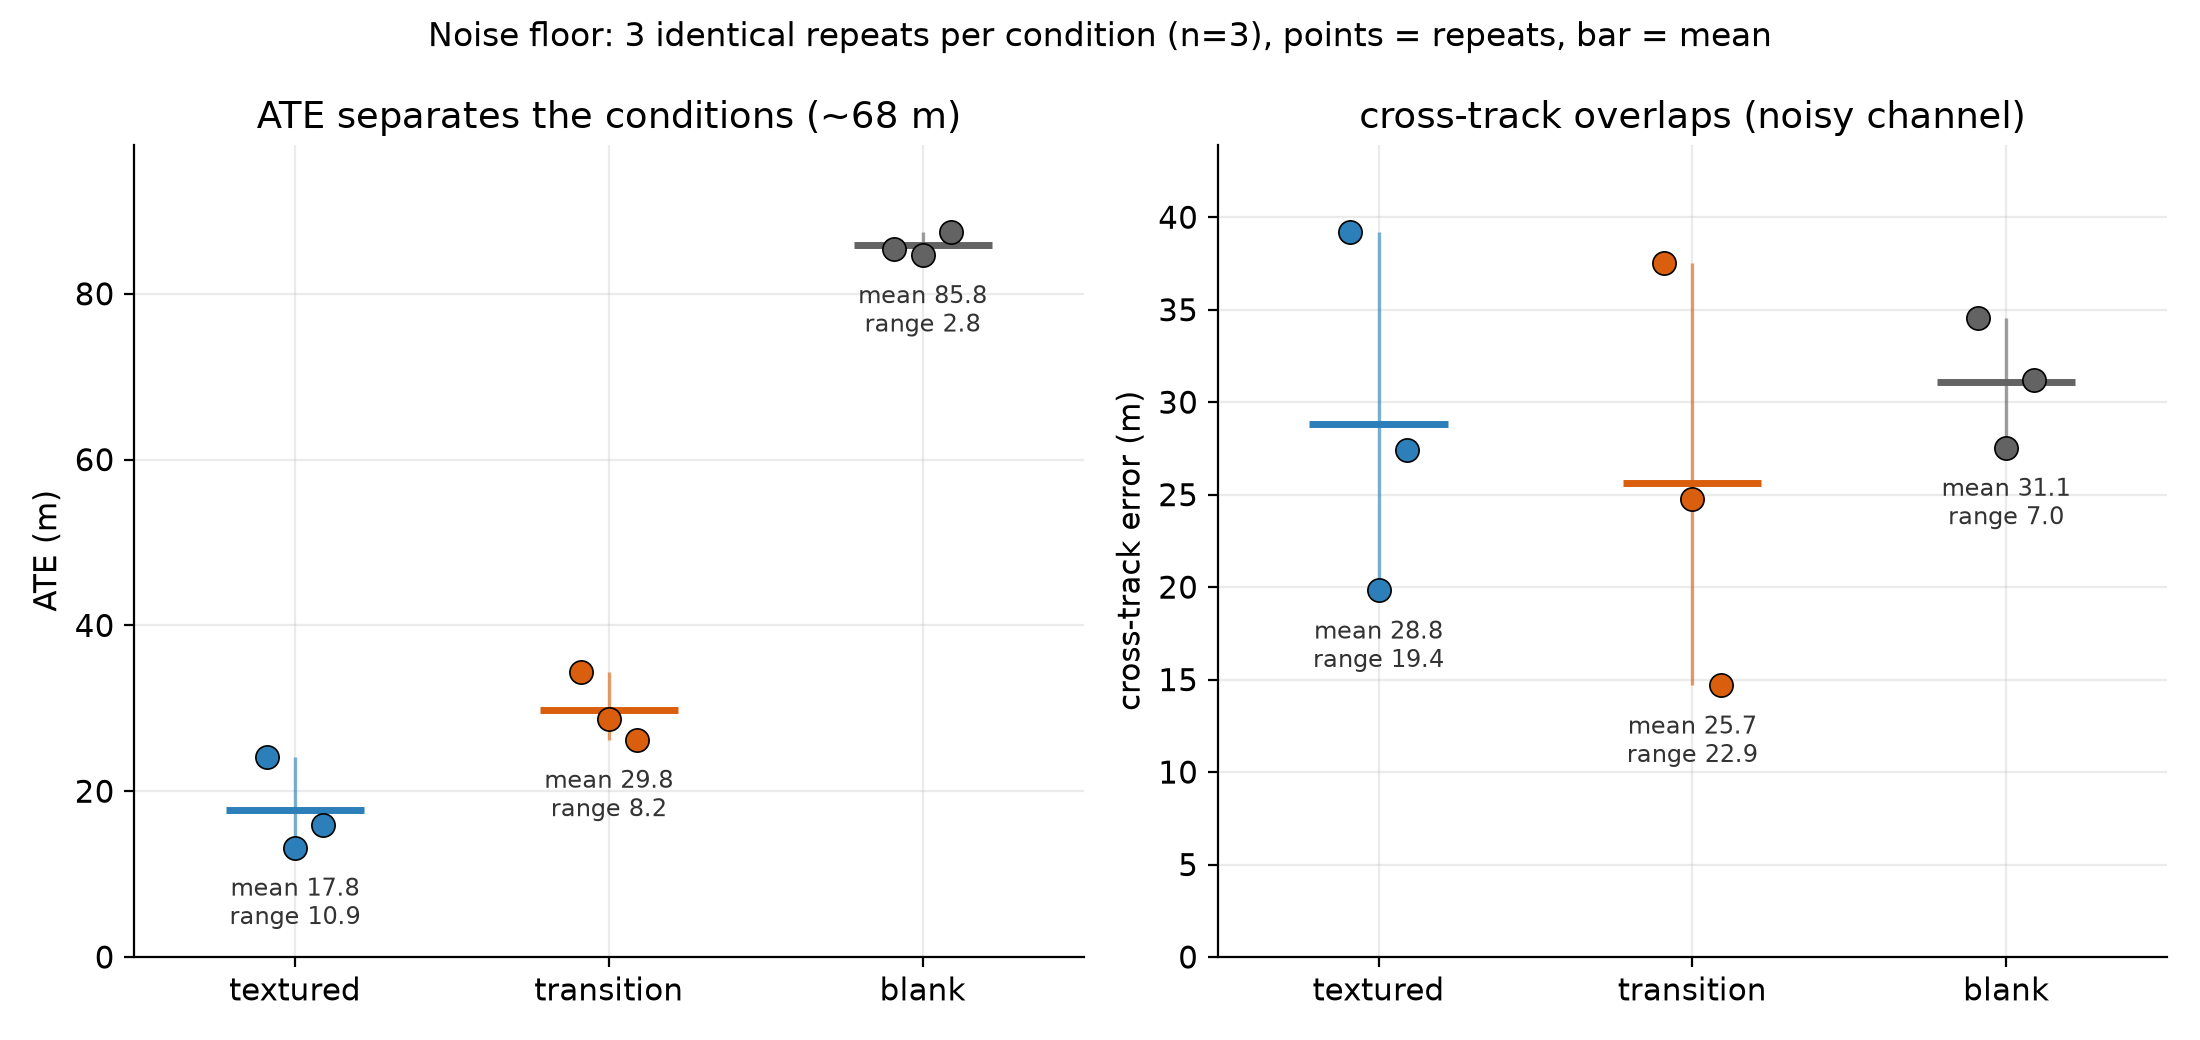 Noise floor: 3 identical repeats per condition (n=3), points = repeats, bar = mean
ATE separates the conditions (~68 m)
ATE (m)
80
60
40
20
0
mean 17.8
range 10.9
mean 29.8
range 8.2
mean 85.8
range 2.8
textured
transition
blank
cross-track overlaps (noisy channel)
cross-track error (m)
40
35
30
25
20
15
10
5
0
mean 28.8
range 19.4
mean 25.7
range 22.9
mean 31.1
range 7.0
textured
transition
blank